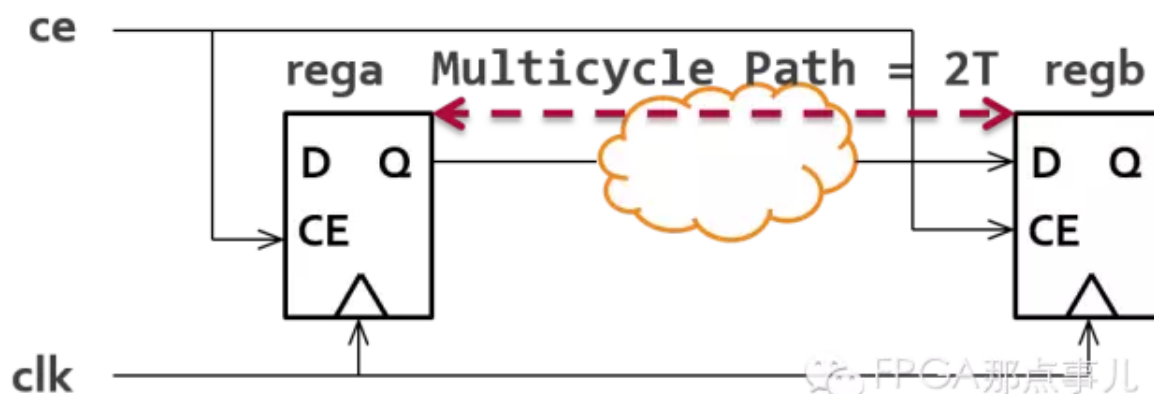 ce
rega Multicycle Path = 2T regb
D Q D Q
CE CE
clk
FPGA那点事儿